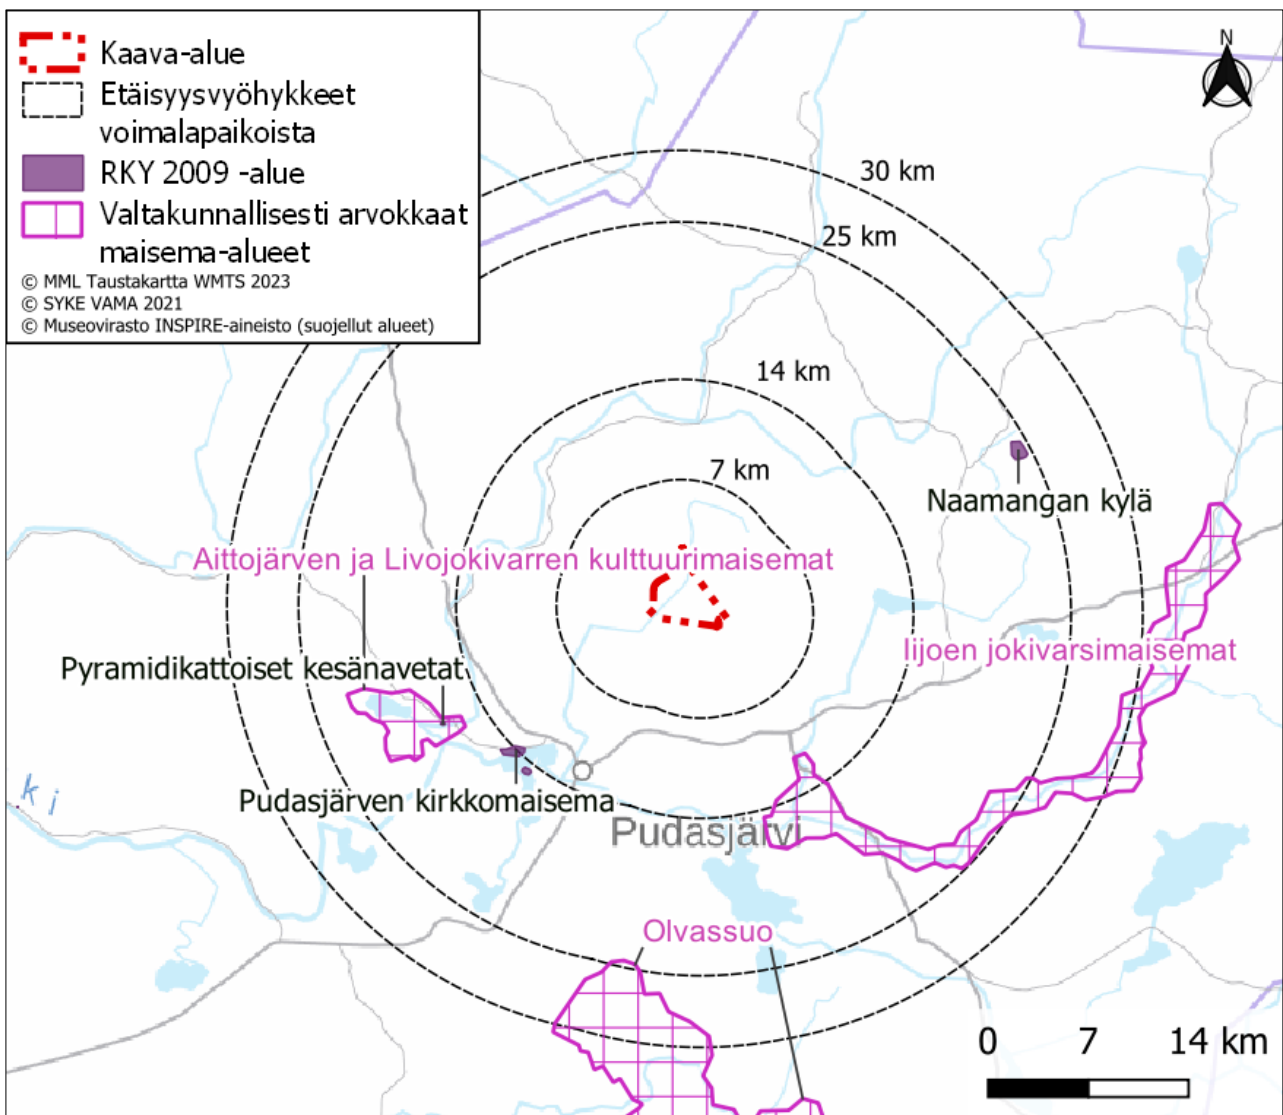 Kaava-alue
Etäisyysvyöhykkeet
voimalapaikoista
RKY 2009 -alue
Valtakunnallisesti arvokkaat
maisema-alueet
© MML Taustakartta WMTS 2023
© SYKE VAMA 2021
© Museovirasto INSPIRE-aineisto (suojellut alueet)
N
30 km
25 km
14 km
7 km
Naamangan kylä
Aittojärven ja Livojokivarren kulttuurimaisemat
Iijoen jokivarsimaisemat
Pyramidikattoiset kesänavetat
ki
Pudasjärven kirkkomaisema
Pudasjärvi
Olvassuo
0 7 14 km